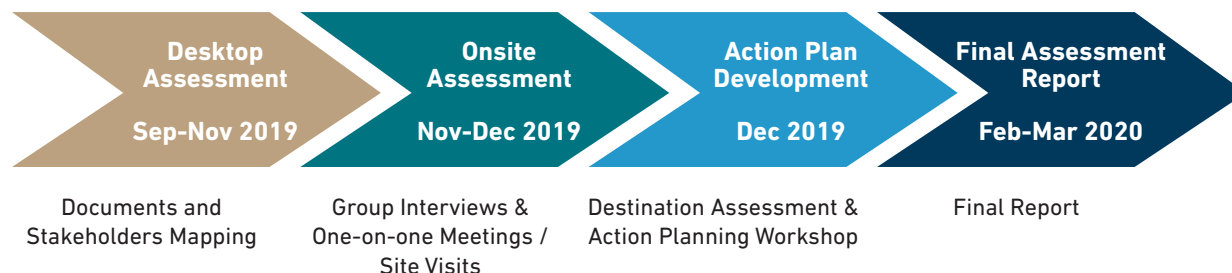 Desktop
Assessment
Sep-Nov 2019
Onsite
Assessment
Nov-Dec 2019
Action Plan
Development
Dec 2019
Final Assessment
Report
Feb-Mar 2020
Documents and
Stakeholders Mapping
Group Interviews &
One-on-one Meetings /
Site Visits
Destination Assessment &
Action Planning Workshop
Final Report